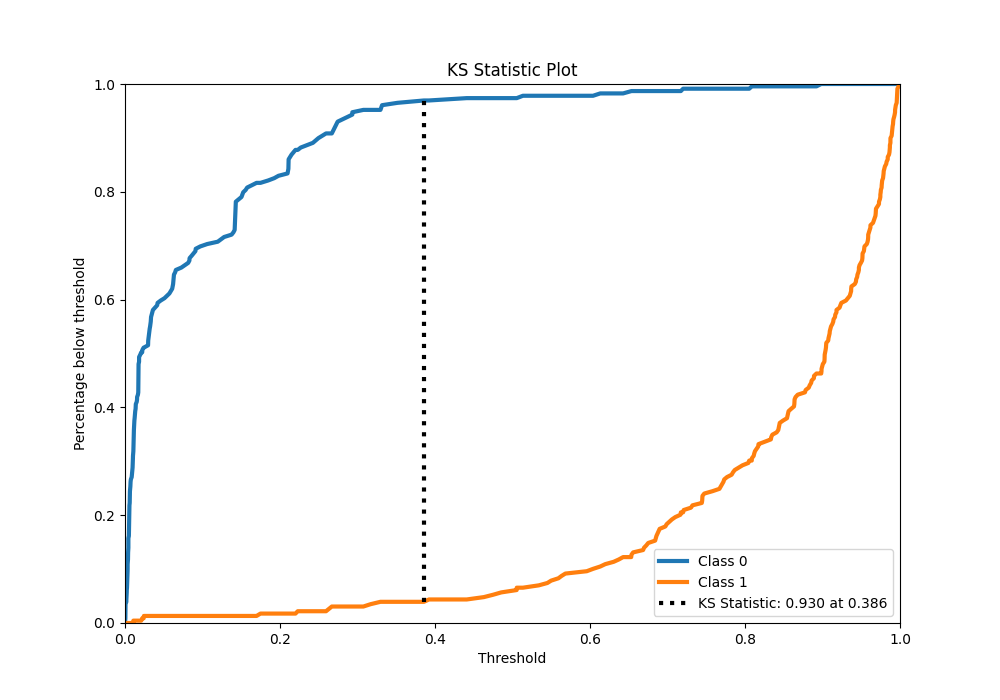 KS Statistic Plot
Percentage below threshold
1.0
0.8
0.6
0.4
0.2
0.0
0.0 0.2 0.4 0.6 0.8 1.0
Threshold
Class 0
Class 1
KS Statistic: 0.930 at 0.386